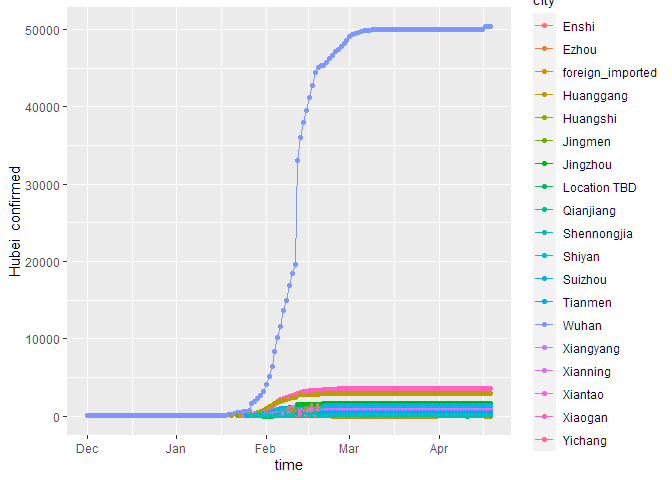 city
50000
40000
30000
20000
10000
0
Hubei confirmed
Dec
Jan
Feb
Mar
Apr
time
Enshi
Ezhou
foreign_imported
Huanggang
Huangshi
Jingmen
Jingzhou
Location TBD
Qianjiang
Shennongjia
Shiyan
Suizhou
Tianmen
Wuhan
Xiangyang
Xianning
Xiantao
Xiaogan
Yichang